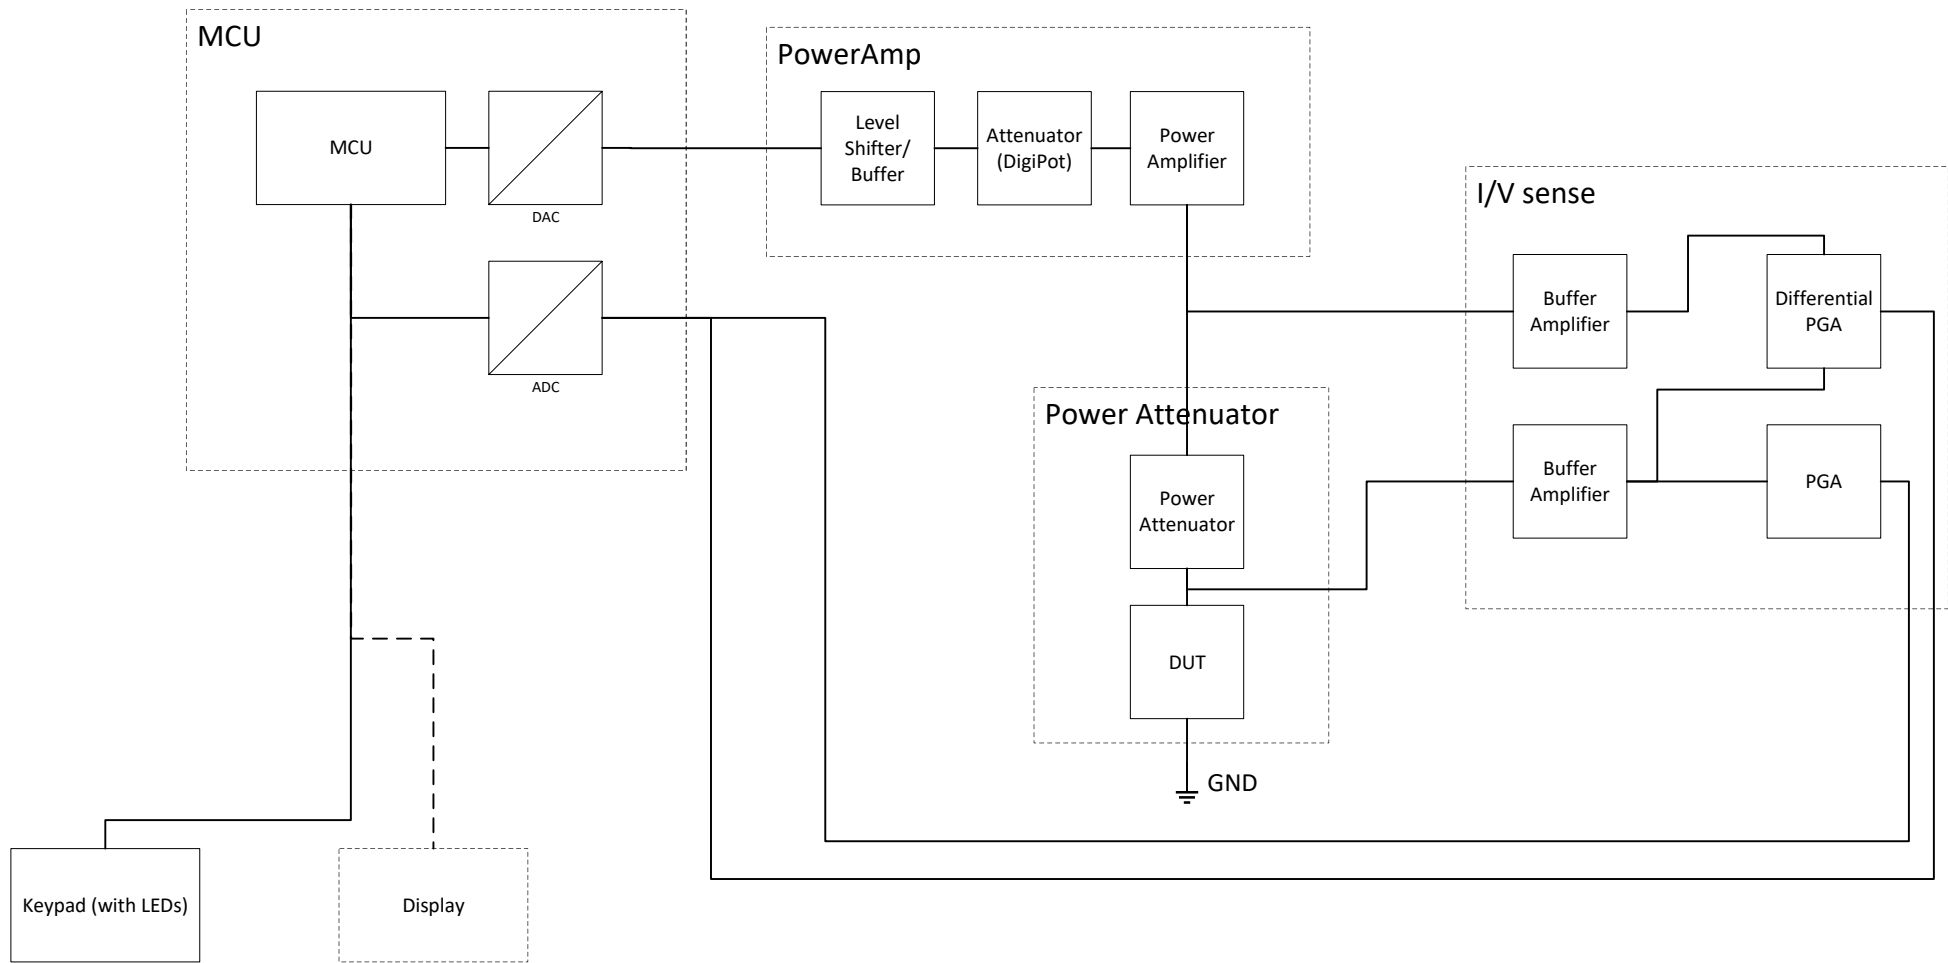 MCU
PowerAmp
MCU
Level
Shifter/
Buffer
Attenuator
(DigiPot)
Power
Amplifier
DAC
I/V sense
Buffer
Amplifier
Differential
PGA
ADC
Power Attenuator
Buffer
Amplifier
PGA
Power
Attenuator
DUT
GND
Keypad (with LEDs)
Display